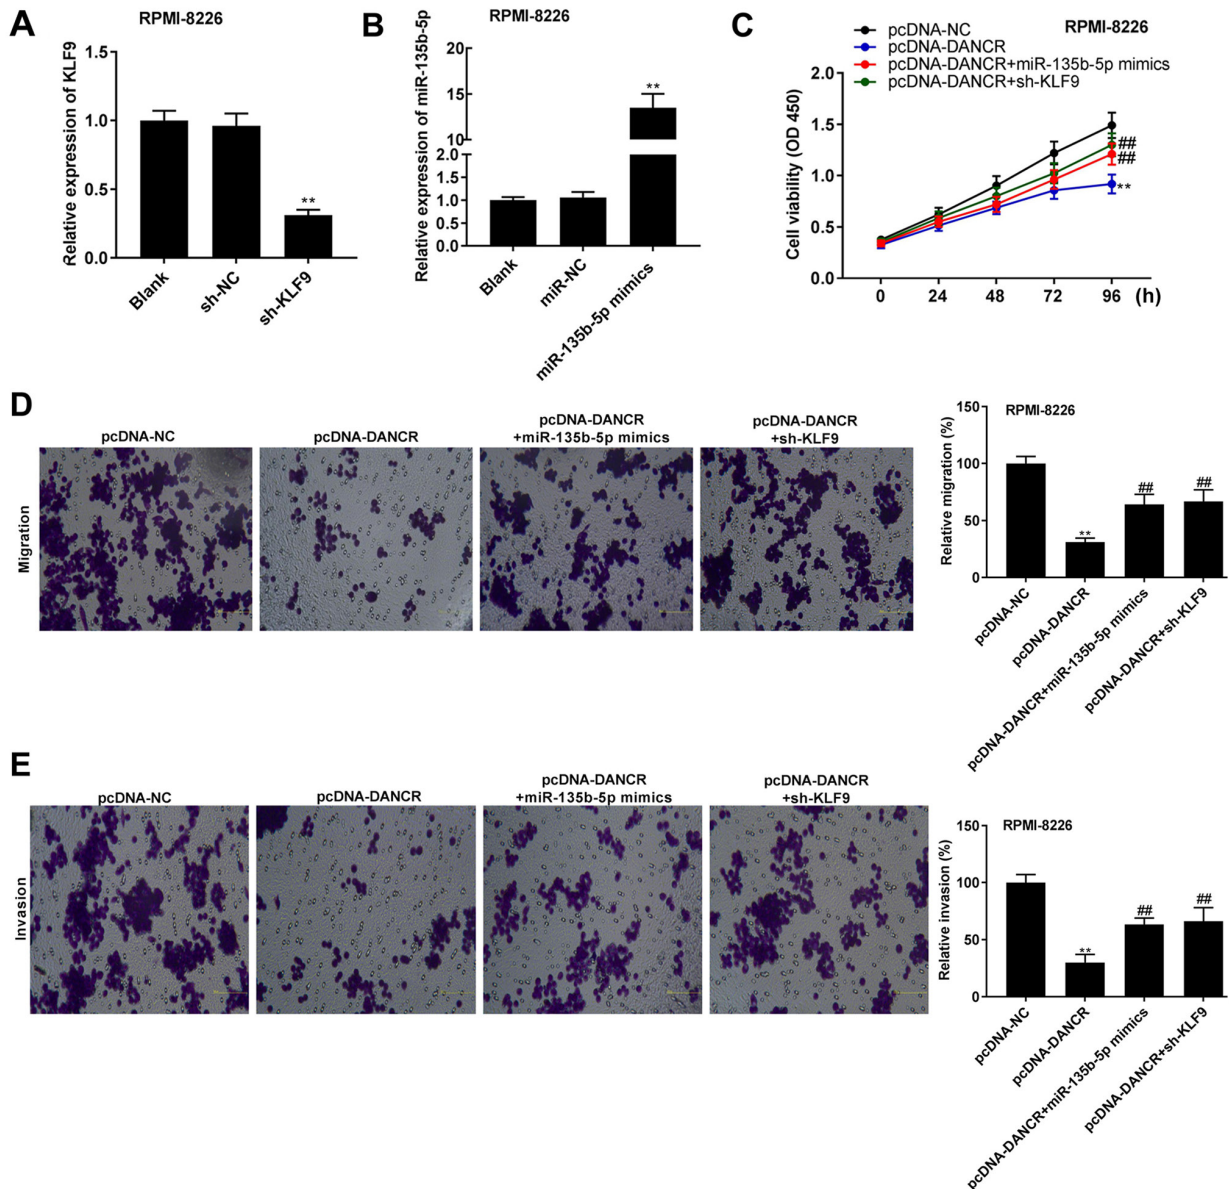 A
RPMI-8226
Relative expression of KLF9
1.5
1.0
0.5
0.0
**
Blank
sh-NC
sh-KLF9
B
RPMI-8226
Relative expression of miR-135b-5p
20
15
10
2.0
1.5
1.0
0.5
0.0
**
Blank
miR-NC
miR-135b-5p mimics
C
RPMI-8226
pcDNA-NC
pcDNA-DANCR
pcDNA-DANCR+miR-135b-5p mimics
pcDNA-DANCR+sh-KLF9
Cell viability (OD 450)
2.0
1.5
1.0
0.5
0.0
##
##
**
0 24 48 72 96 (h)
D
pcDNA-NC
pcDNA-DANCR
pcDNA-DANCR
+miR-135b-5p mimics
pcDNA-DANCR
+sh-KLF9
Migration
RPMI-8226
Relative migration (%)
150
100
50
0
**
##
##
pcDNA-NC
pcDNA-DANCR
pcDNA-DANCR+miR-135b-5p mimics
pcDNA-DANCR+sh-KLF9
E
pcDNA-NC
pcDNA-DANCR
pcDNA-DANCR
+miR-135b-5p mimics
pcDNA-DANCR
+sh-KLF9
Invasion
RPMI-8226
Relative invasion (%)
150
100
50
0
**
##
##
pcDNA-NC
pcDNA-DANCR
pcDNA-DANCR+miR-135b-5p mimics
pcDNA-DANCR+sh-KLF9